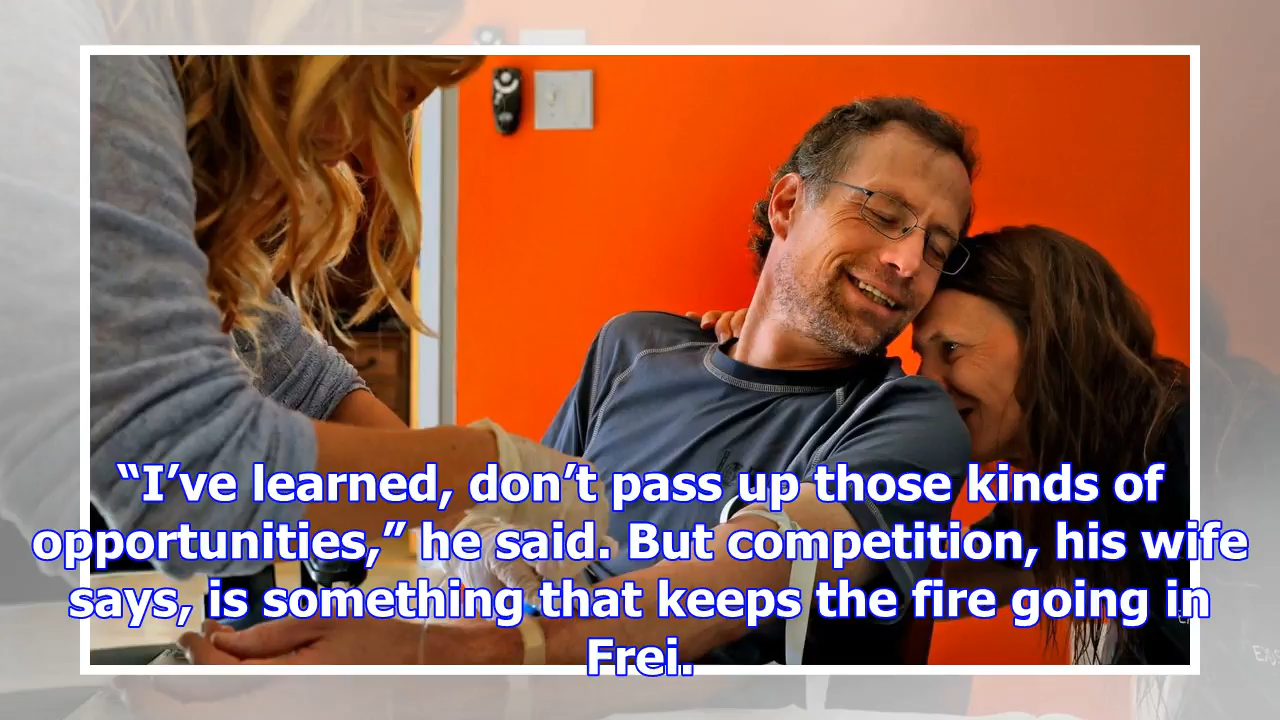 “I’ve learned, don’t pass up those kinds of
opportunities,” he said. But competition, his wife
says, is something that keeps the fire going in
Frei.